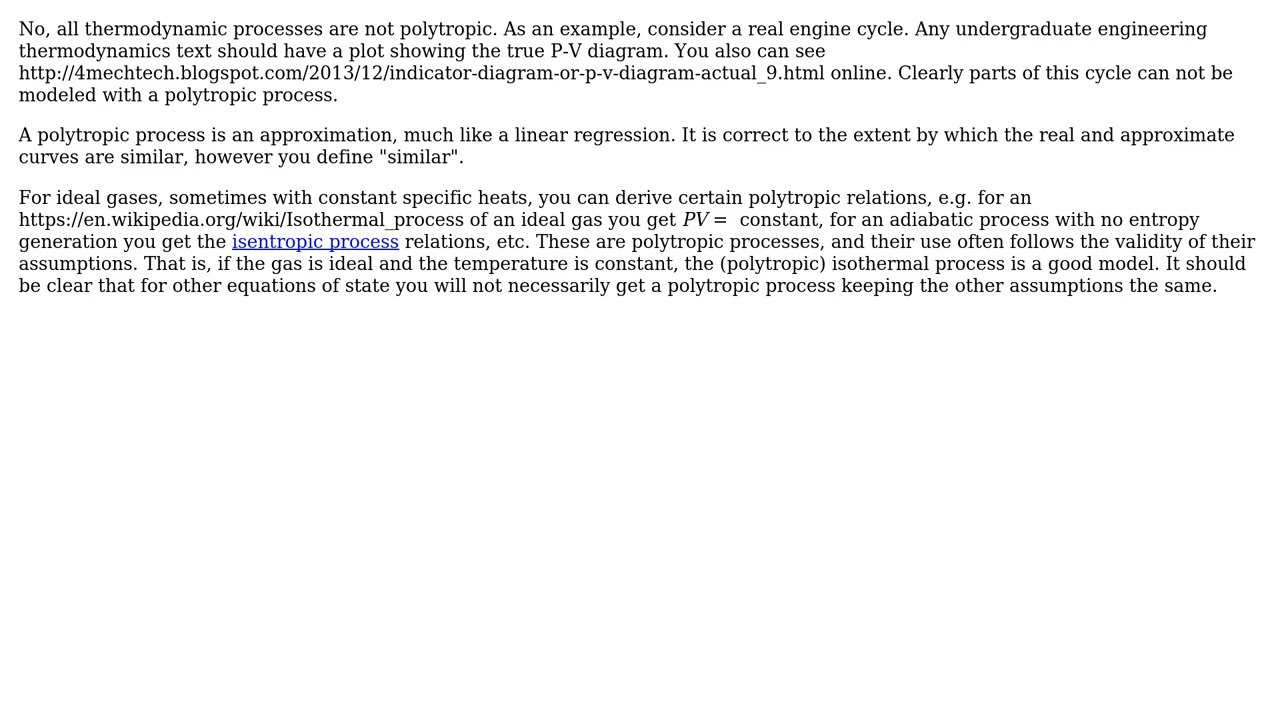 No, all thermodynamic processes are not polytropic. As an example, consider a real engine cycle. Any undergraduate engineering
thermodynamics text should have a plot showing the true P-V diagram. You also can see
http://4mechtech.blogspot.com/2013/12/indicator-diagram-or-p-v-diagram-actual_9.html online. Clearly parts of this cycle can not be
modeled with a polytropic process.
A polytropic process is an approximation, much like a linear regression. It is correct to the extent by which the real and approximate
curves are similar, however you define "similar".
For ideal gases, sometimes with constant specific heats, you can derive certain polytropic relations, e.g. for an
https://en.wikipedia.org/wiki/Isothermal_process of an ideal gas you get PV = constant, for an adiabatic process with no entropy
generation you get the isentropic process relations, etc. These are polytropic processes, and their use often follows the validity of their
assumptions. That is, if the gas is ideal and the temperature is constant, the (polytropic) isothermal process is a good model. It should
be clear that for other equations of state you will not necessarily get a polytropic process keeping the other assumptions the same.